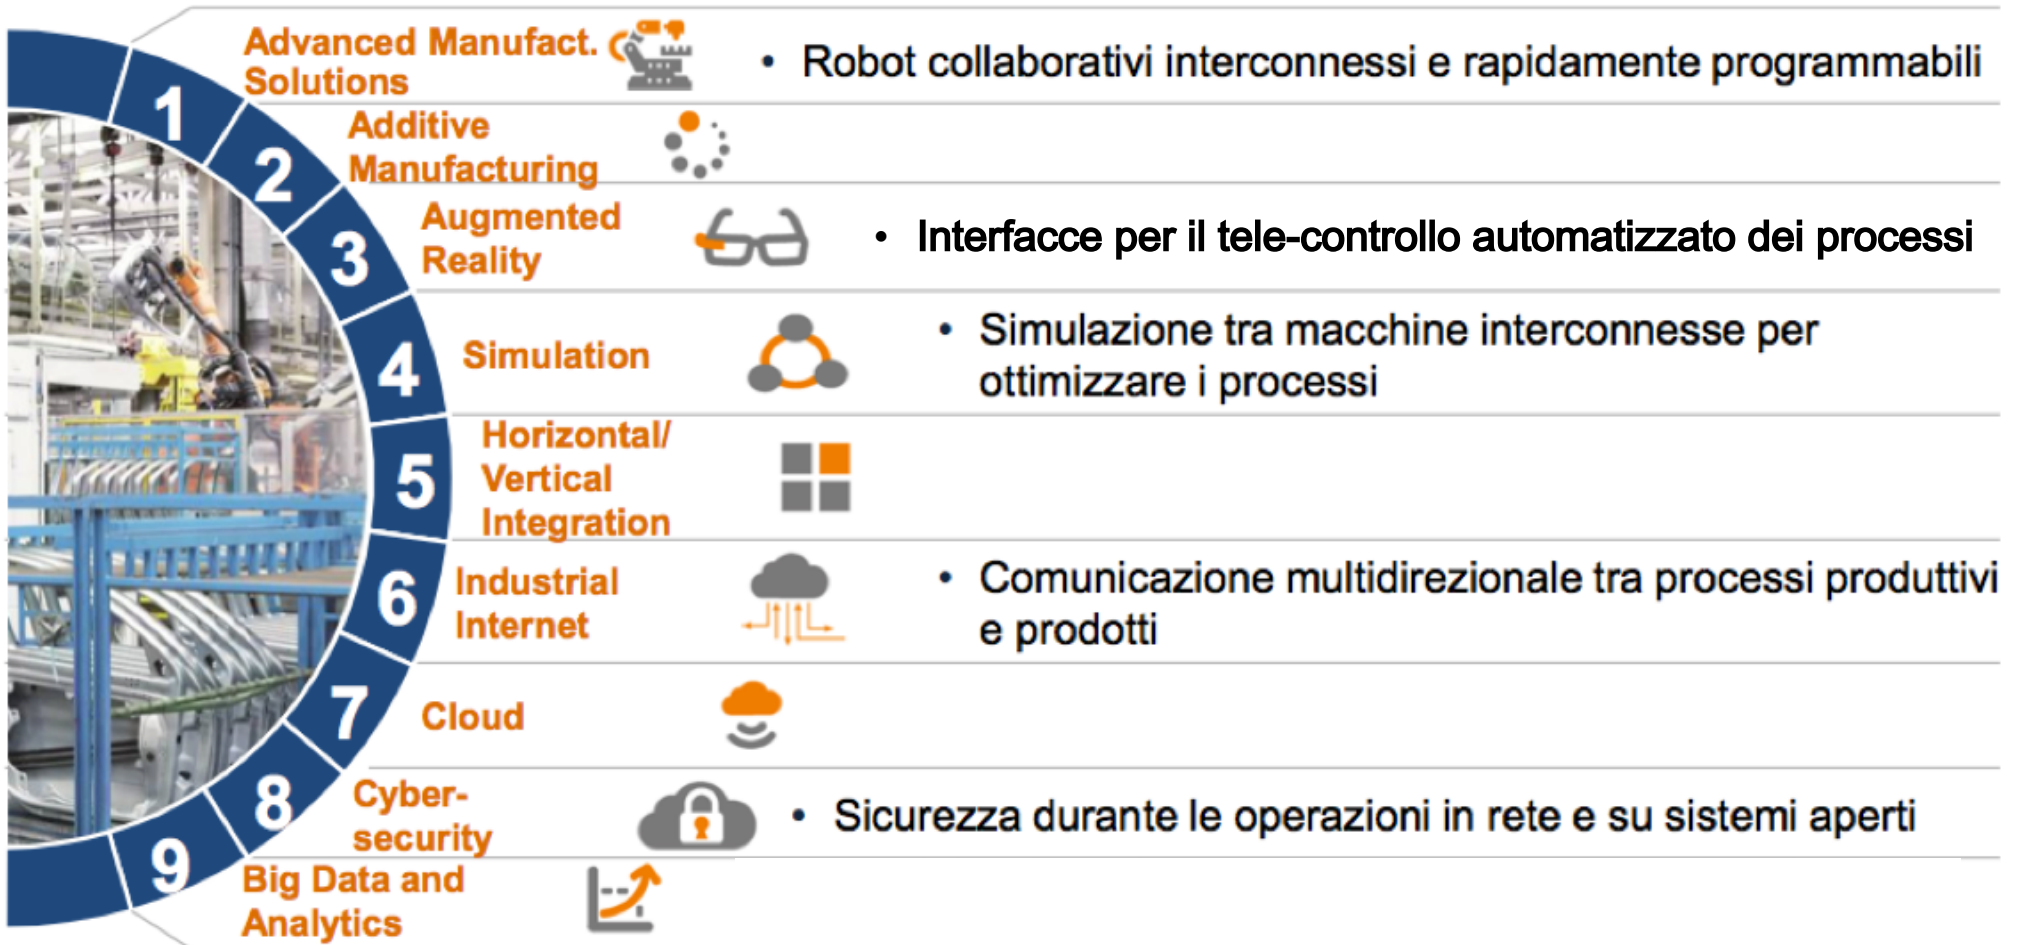 1
Advanced Manufact.
Solutions
• Robot collaborativi interconnessi e rapidamente programmabili
2
Additive
Manufacturing
3
Augmented
Reality
• Interfacce per il tele-controllo automatizzato dei processi
4
Simulation
• Simulazione tra macchine interconnesse per
ottimizzare i processi
5
Horizontal/
Vertical
Integration
6
Industrial
Internet
• Comunicazione multidirezionale tra processi produttivi
e prodotti
7
Cloud
8
Cyber-
security
• Sicurezza durante le operazioni in rete e su sistemi aperti
9
Big Data and
Analytics